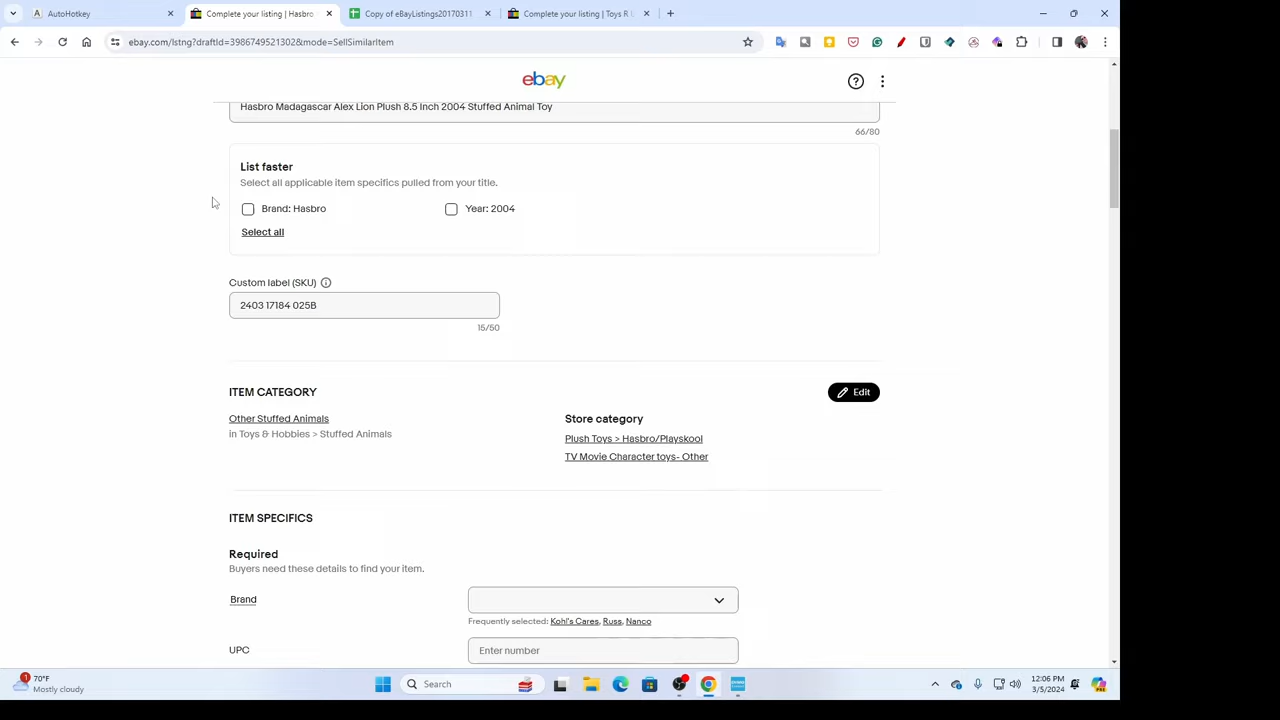 AutoHotkey
Complete your listing | Hasbro
Copy of eBayListings20170311
Complete your listing | Toys R
ebay.com/lstng?draftId=3986749521302&mode=SellSimilarItem
ebay
Hasbro Madagascar Alex Lion Plush 8.5 Inch 2004 Stuffed Animal Toy
66/80
List faster
Select all applicable item specifics pulled from your title.
Brand: Hasbro
Year: 2004
Select all
Custom label (SKU)
2403 17184 025B
15/50
ITEM CATEGORY
Edit
Other Stuffed Animals
in Toys & Hobbies > Stuffed Animals
Store category
Plush Toys > Hasbro/Playskool
TV Movie Character toys- Other
ITEM SPECIFICS
Required
Buyers need these details to find your item.
Brand
Frequently selected: Kohl's Cares, Russ, Nanco
UPC
Enter number
1
70°F
Mostly cloudy
Search
12:06 PM
3/5/2024